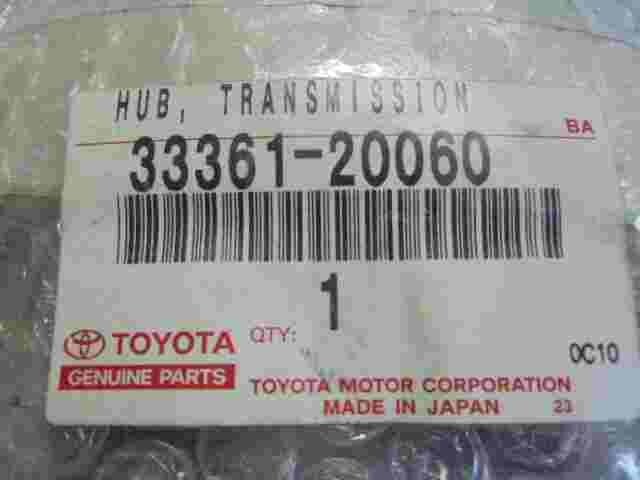 HUB, TRANSMISSION
BA
33361-20060
1
TOYOTA
QTY:
0C10
GENUINE PARTS
TOYOTA MOTOR CORPORATION
MADE IN JAPAN 23